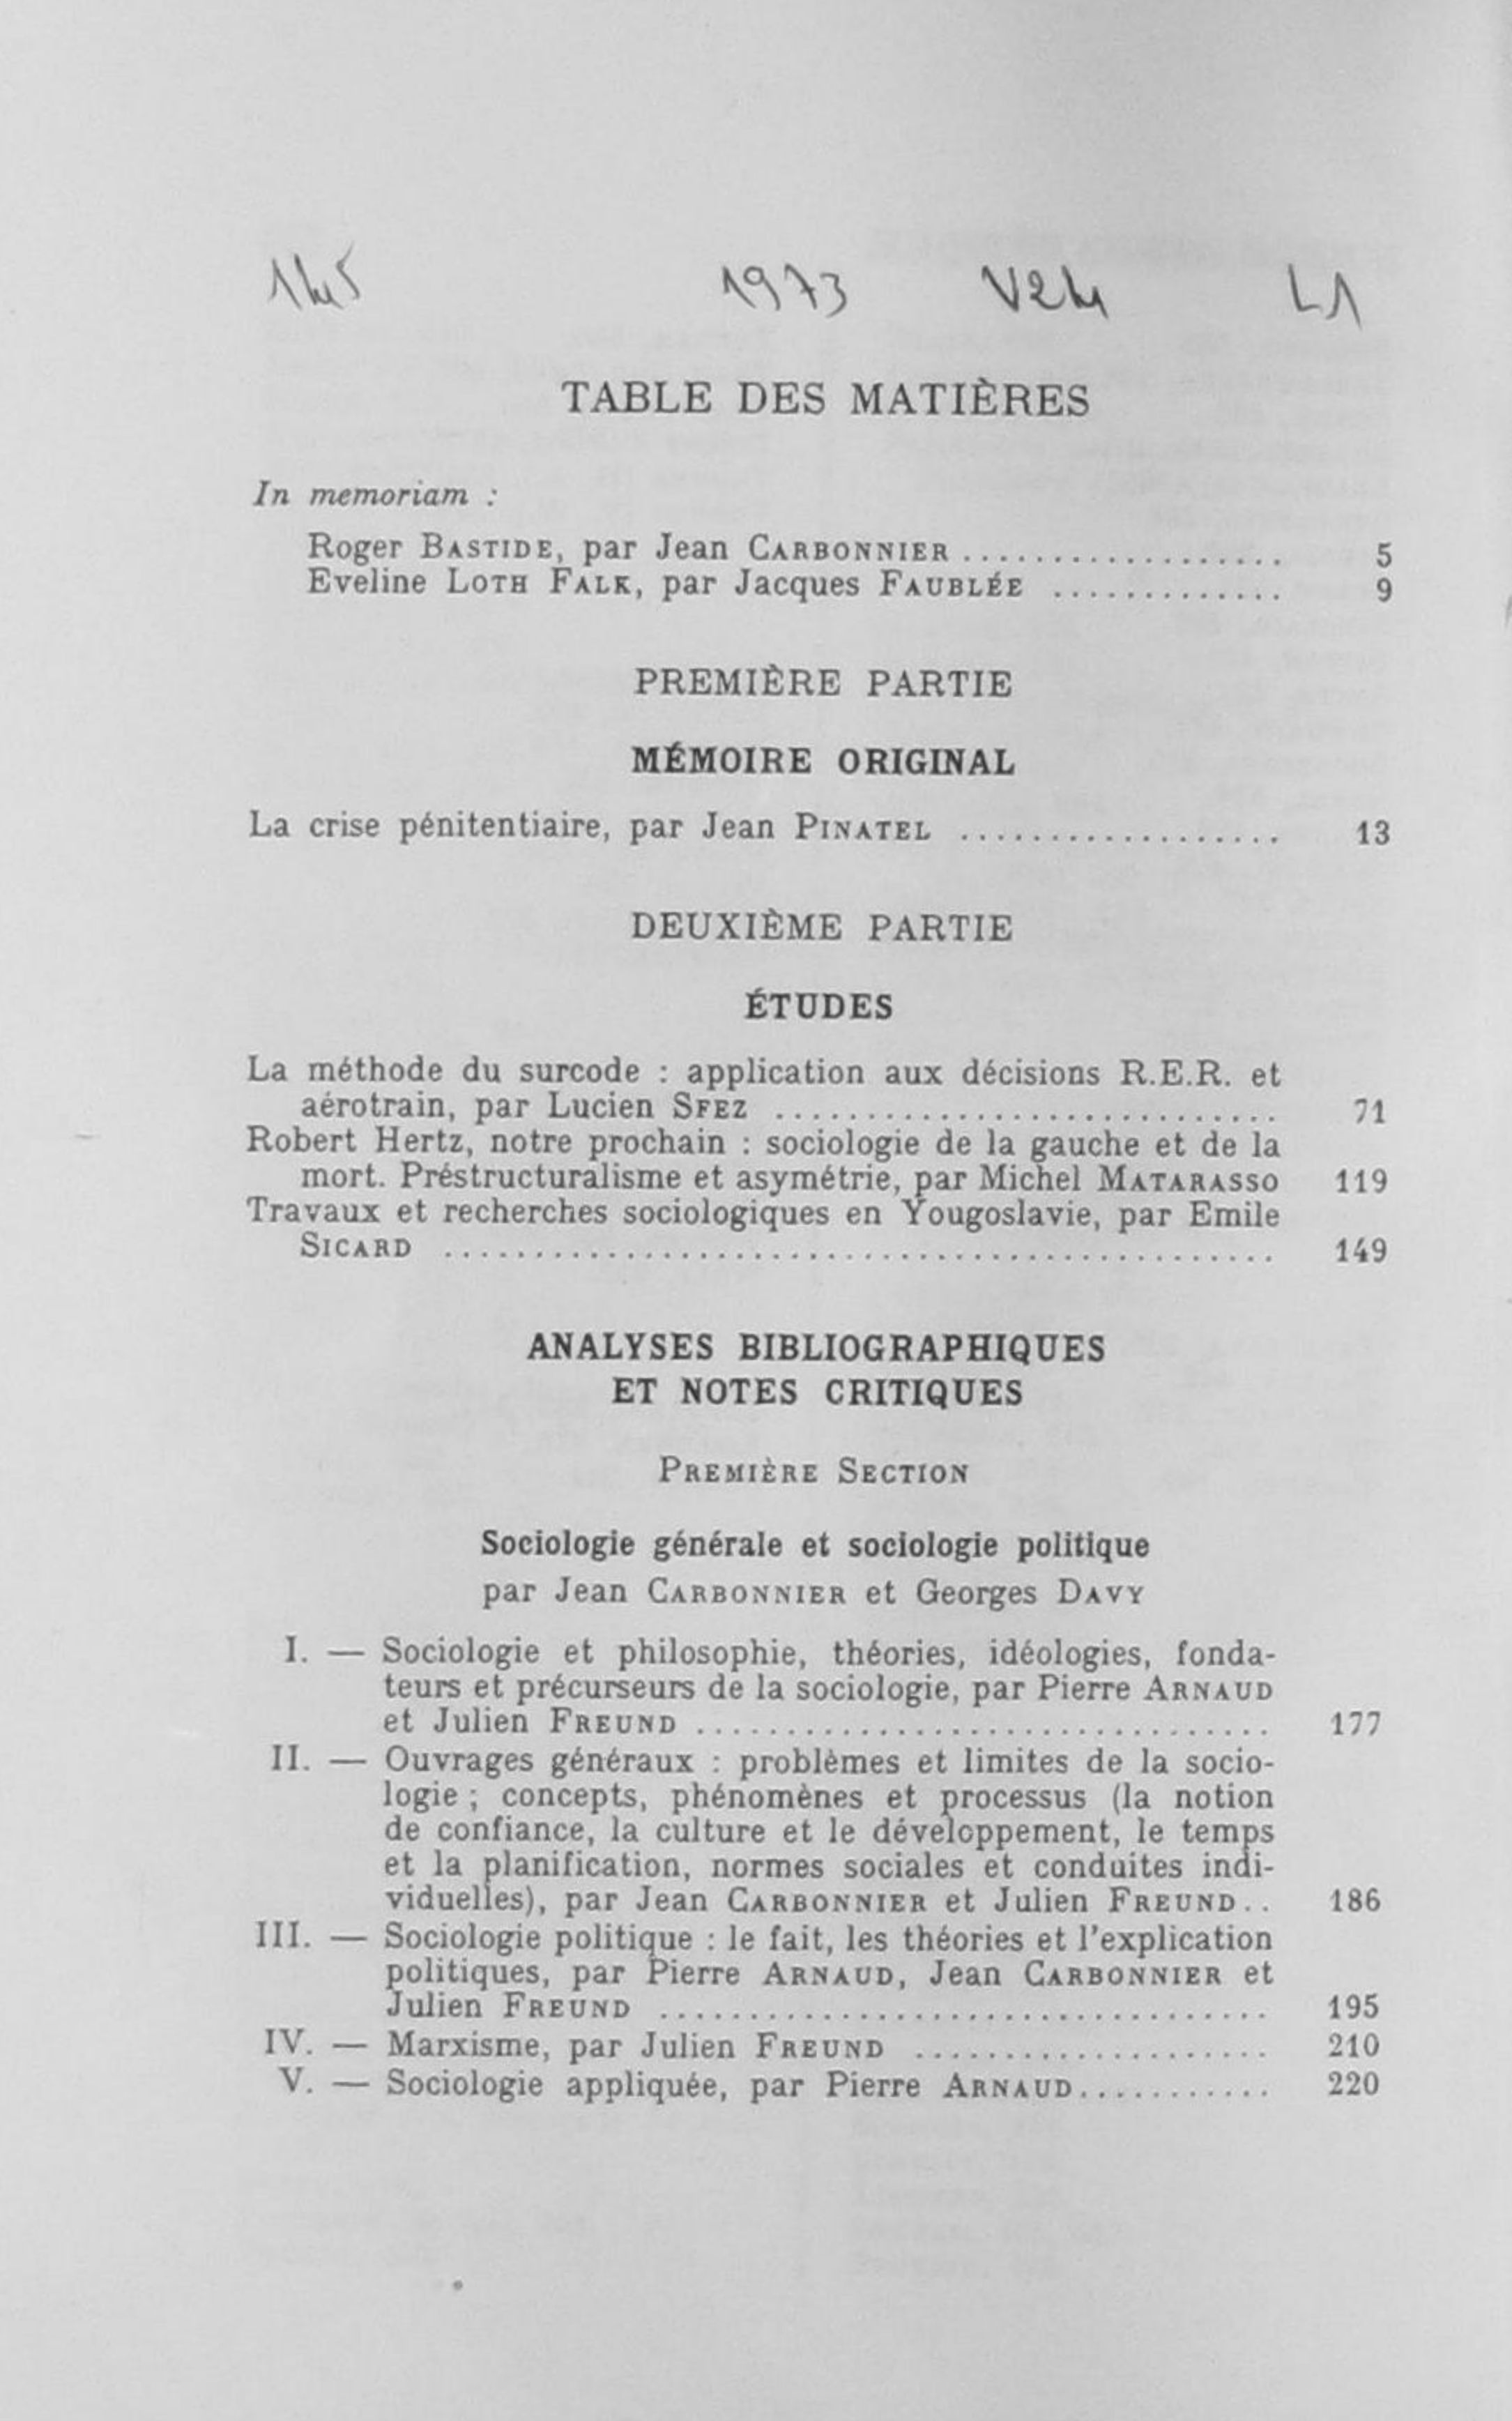 145 1973 V24 L1
TABLE DES MATIÈRES
In memoriam :
Roger BASTIDE, par Jean CARBONNIER .................. 5
Eveline LOTH FALK, par Jacques FAUBLÉE ............. 9
PREMIÈRE PARTIE
MÉMOIRE ORIGINAL
La crise pénitentiaire, par Jean PINATEL .................. 13
DEUXIÈME PARTIE
ÉTUDES
La méthode du surcode : application aux décisions R.E.R. et
aérotrain, par Lucien SFEZ ............................ 71
Robert Hertz, notre prochain : sociologie de la gauche et de la
mort. Préstructuralisme et asymétrie, par Michel MATARASSO 119
Travaux et recherches sociologiques en Yougoslavie, par Emile
SICARD .............................................. 149
ANALYSES BIBLIOGRAPHIQUES
ET NOTES CRITIQUES
PREMIÈRE SECTION
Sociologie générale et sociologie politique
par Jean CARBONNIER et Georges DAVY
I. — Sociologie et philosophie, théories, idéologies, fonda-
teurs et précurseurs de la sociologie, par Pierre ARNAUD
et Julien FREUND ................................ 177
II. — Ouvrages généraux : problèmes et limites de la socio-
logie ; concepts, phénomènes et processus (la notion
de confiance, la culture et le développement, le temps
et la planification, normes sociales et conduites indi-
viduelles), par Jean CARBONNIER et Julien FREUND.. 186
III. — Sociologie politique : le fait, les théories et l'explication
politiques, par Pierre ARNAUD, Jean CARBONNIER et
Julien FREUND .................................. 195
IV. — Marxisme, par Julien FREUND .................... 210
V. — Sociologie appliquée, par Pierre ARNAUD........... 220